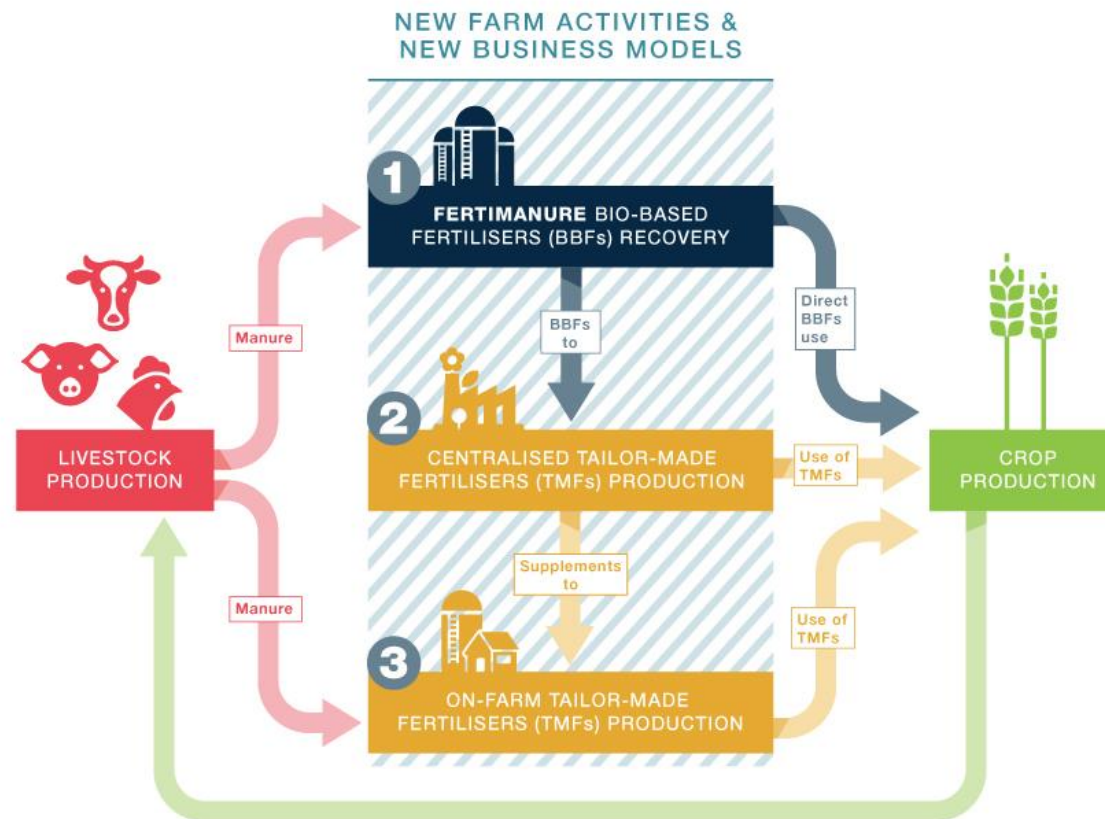 NEW FARM ACTIVITIES &
NEW BUSINESS MODELS
1
FERTIMANURE BIO-BASED
FERTILISERS (BBFs) RECOVERY
Manure
BBFs
to
Direct
BBFs
use
LIVESTOCK
PRODUCTION
2
CENTRALISED TAILOR-MADE
FERTILISERS (TMFs) PRODUCTION
Use of
TMFs
CROP
PRODUCTION
Manure
Supplements
to
Use of
TMFs
3
ON-FARM TAILOR-MADE
FERTILISERS (TMFs) PRODUCTION